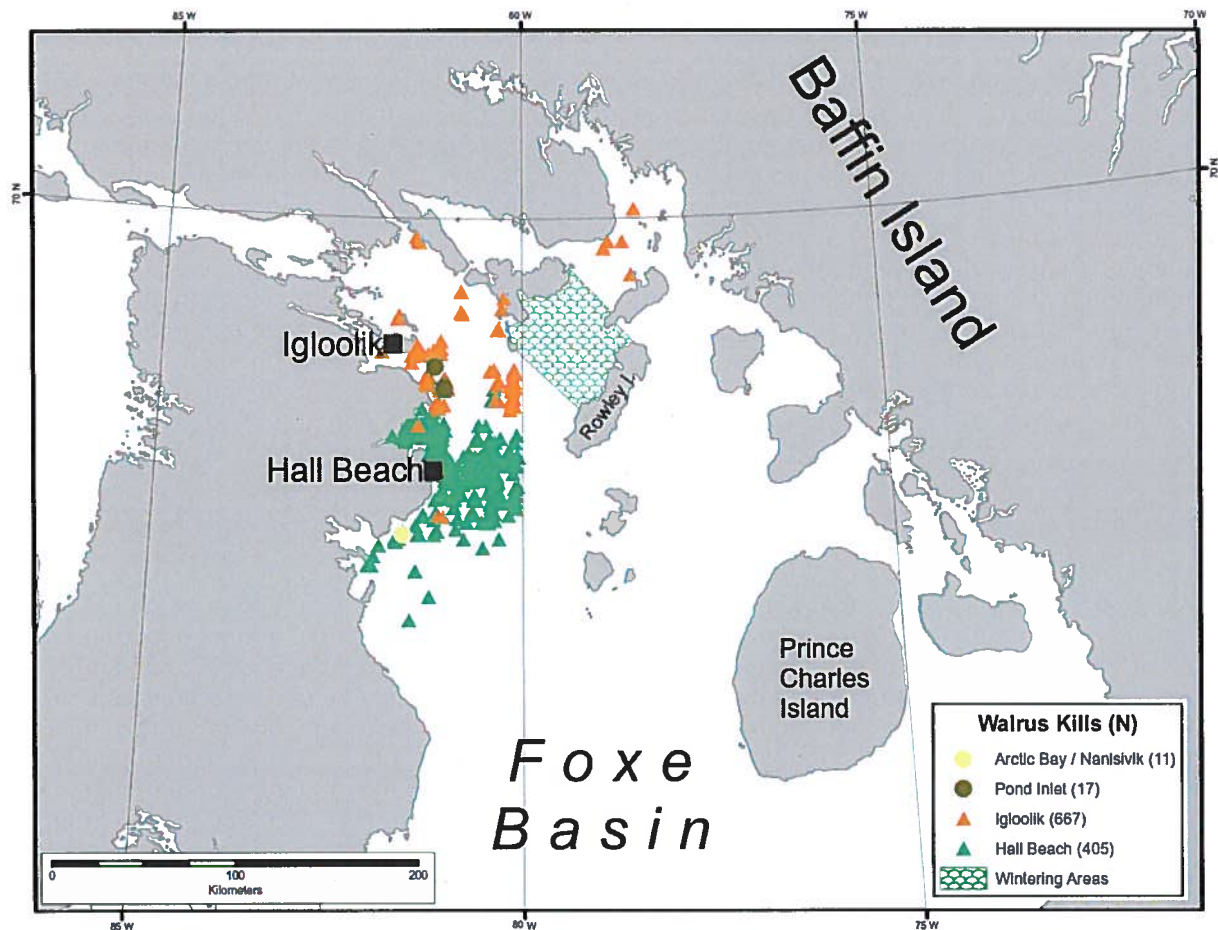 85 W
60 W
75 W
70 W
70 N
70 N
Baffin Island
Igloolik
Rowley I.
Hall Beach
Prince
Charles
Island
Foxe
Basin
Walrus Kills (N)
Arctic Bay / Nanisivik (11)
Pond Inlet (17)
Igloolik (667)
Hall Beach (405)
Wintering Areas
0 100 200
Kilometers
85 W
80 W
75 W